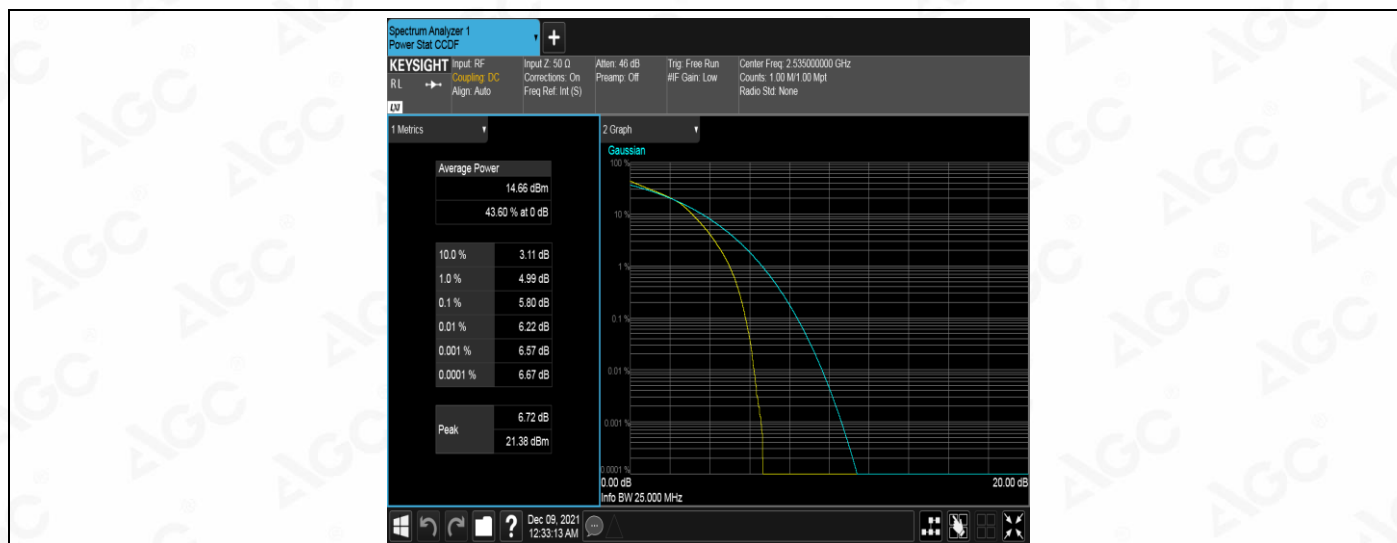 Spectrum Analyzer 1
Power Stat CCDF
KEYSIGHT
RL
LXI
Input: RF
Coupling: DC
Align: Auto
Input Z: 50 Ω
Corrections: On
Freq Ref: Int (S)
Atten: 46 dB
Preamp: Off
Trig: Free Run
#IF Gain: Low
Center Freq: 2.535000000 GHz
Counts: 1.00 M/1.00 Mpt
Radio Std: None
1 Metrics
Average Power
14.66 dBm
43.60 % at 0 dB
10.0 % 3.11 dB
1.0 % 4.99 dB
0.1 % 5.80 dB
0.01 % 6.22 dB
0.001 % 6.57 dB
0.0001 % 6.67 dB
Peak
6.72 dB
21.38 dBm
2 Graph
Gaussian
100 %
10 %
1 %
0.1 %
0.01 %
0.001 %
0.0001 %
0.00 dB
20.00 dB
Info BW 25.000 MHz
?
Dec 09, 2021
12:33:13 AM
AGC